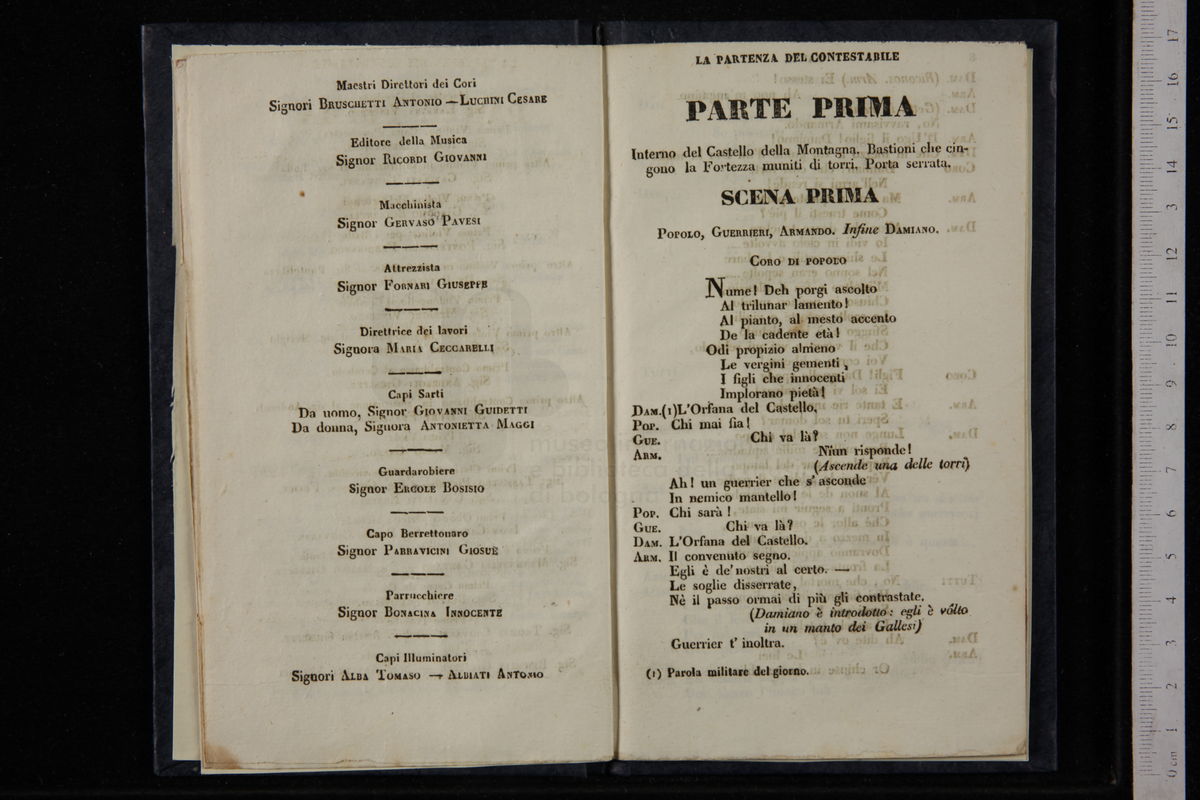 Maestri Direttori dei Cori
Signori Bruschetti Antonio — Luchini Cesare
Editore della Musica
Signor Ricordi Giovanni
Macchinista
Signor Gervaso Pavesi
Attrezzista
Signor Fornari Giuseppe
Direttrice dei lavori
Signora Maria Ceccarelli
Capi Sarti
Da uomo, Signor Giovanni Guidetti
Da donna, Signora Antonietta Maggi
Guardarobiere
Signor Ercole Bosisio
Capo Berrettonaro
Signor Parravicini Giosuè
Parrucchiere
Signor Bonacina Innocente
Capi Illuminatori
Signori Alba Tomaso — Albiati Antonio
LA PARTENZA DEL CONTESTABILE
PARTE PRIMA
Interno del Castello della Montagna. Bastioni che cin-
gono la Fortezza muniti di torri. Porta serrata.
SCENA PRIMA
Popolo, Guerrieri, Armando. Infine Damiano.
Coro di popolo
Nume! Deh porgi ascolto
Al trilunar lamento!
Al pianto, al mesto accento
De la cadente età!
Odi propizio almeno
Le vergini gementi,
I figli che innocenti
Implorano pietà!
Dam.(1)L'Orfana del Castello.
Pop. Chi mai fia!
Gue. Chi va là?
Arm. Niun risponde!
(Ascende una delle torri)
Ah! un guerrier che s'asconde
In nemico mantello!
Pop. Chi sarà!
Gue. Chi va là?
Dam. L'Orfana del Castello.
Arm. Il convenuto segno.
Egli è de' nostri al certo. —
Le soglie disserrate,
Nè il passo ormai di più gli contrastate.
(Damiano è introdotto: egli è vólto
in un manto dei Gallesi)
Guerrier t'inoltra.
(1) Parola militare del giorno.